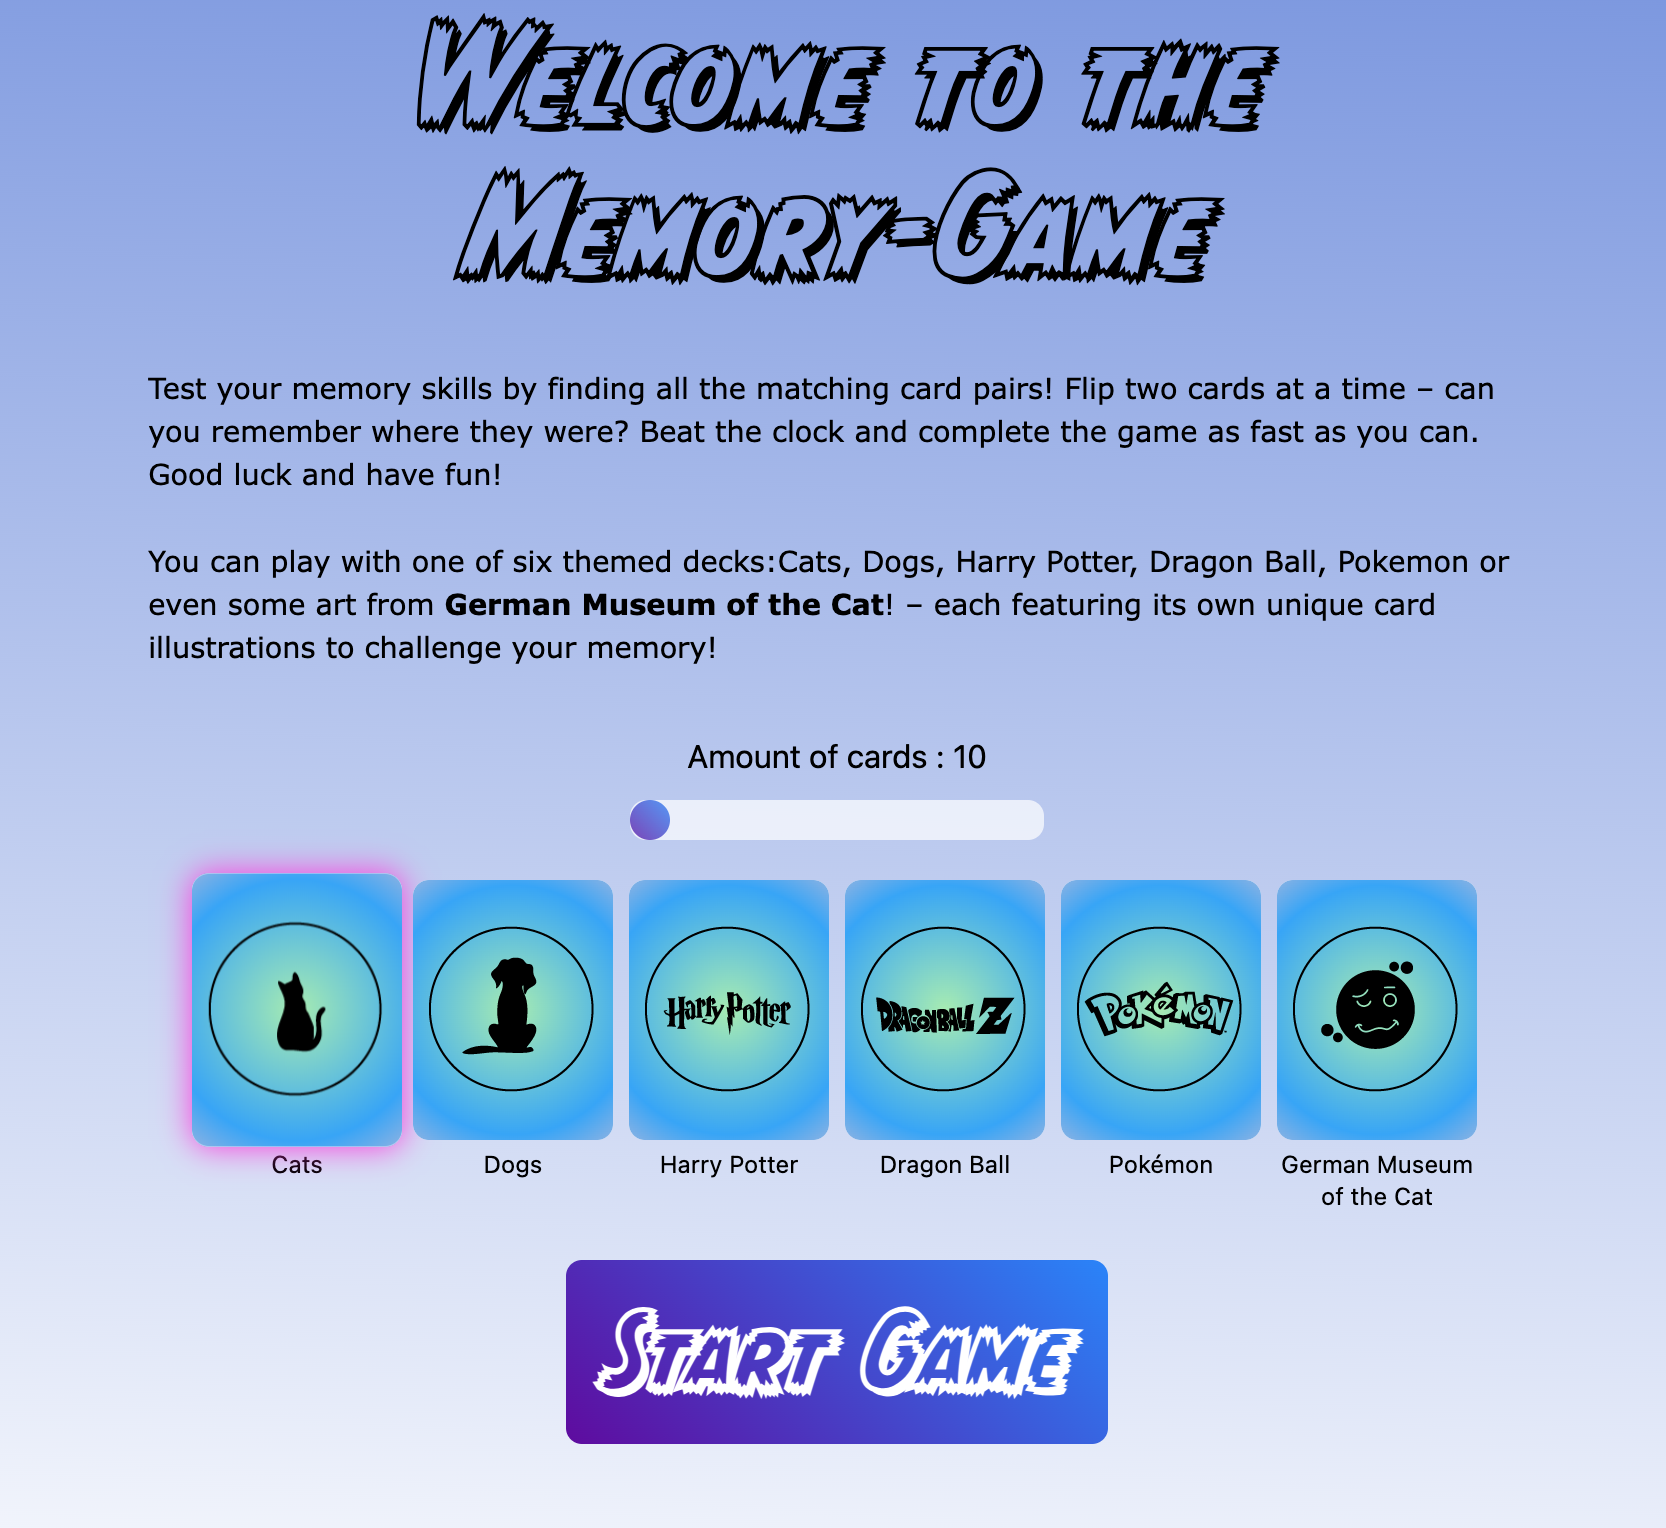 Welcome to the
Memory-Game
Test your memory skills by finding all the matching card pairs! Flip two cards at a time – can
you remember where they were? Beat the clock and complete the game as fast as you can.
Good luck and have fun!
You can play with one of six themed decks:Cats, Dogs, Harry Potter, Dragon Ball, Pokemon or
even some art from German Museum of the Cat! – each featuring its own unique card
illustrations to challenge your memory!
Amount of cards : 10
Harry Potter
DRAGONBALL Z
POKéMON
Cats
Dogs
Harry Potter
Dragon Ball
Pokémon
German Museum
of the Cat
Start Game